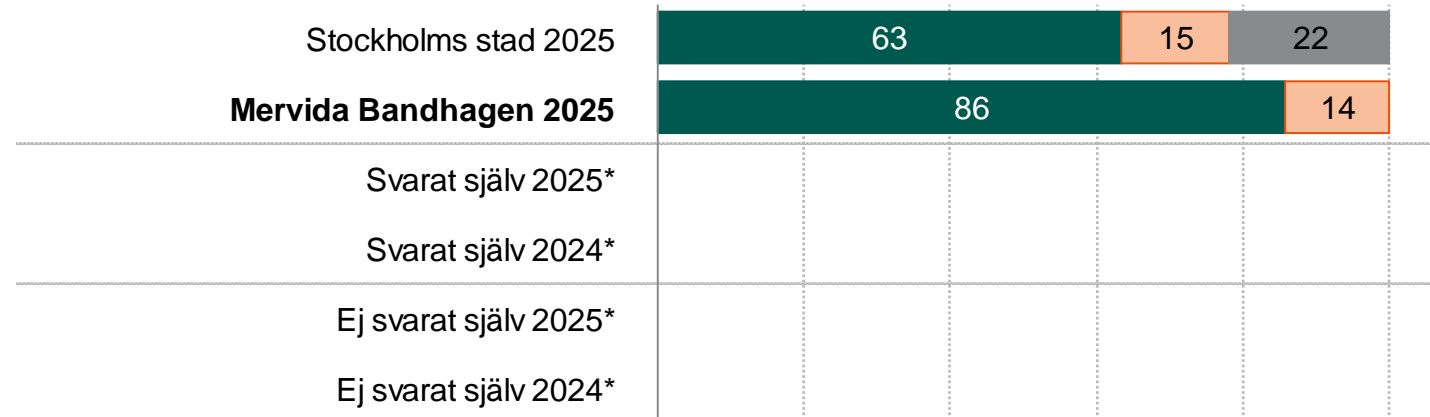 Stockholms stad 2025 63 15 22
Mervida Bandhagen 2025 86 14
Svarat själv 2025*
Svarat själv 2024*
Ej svarat själv 2025*
Ej svarat själv 2024*